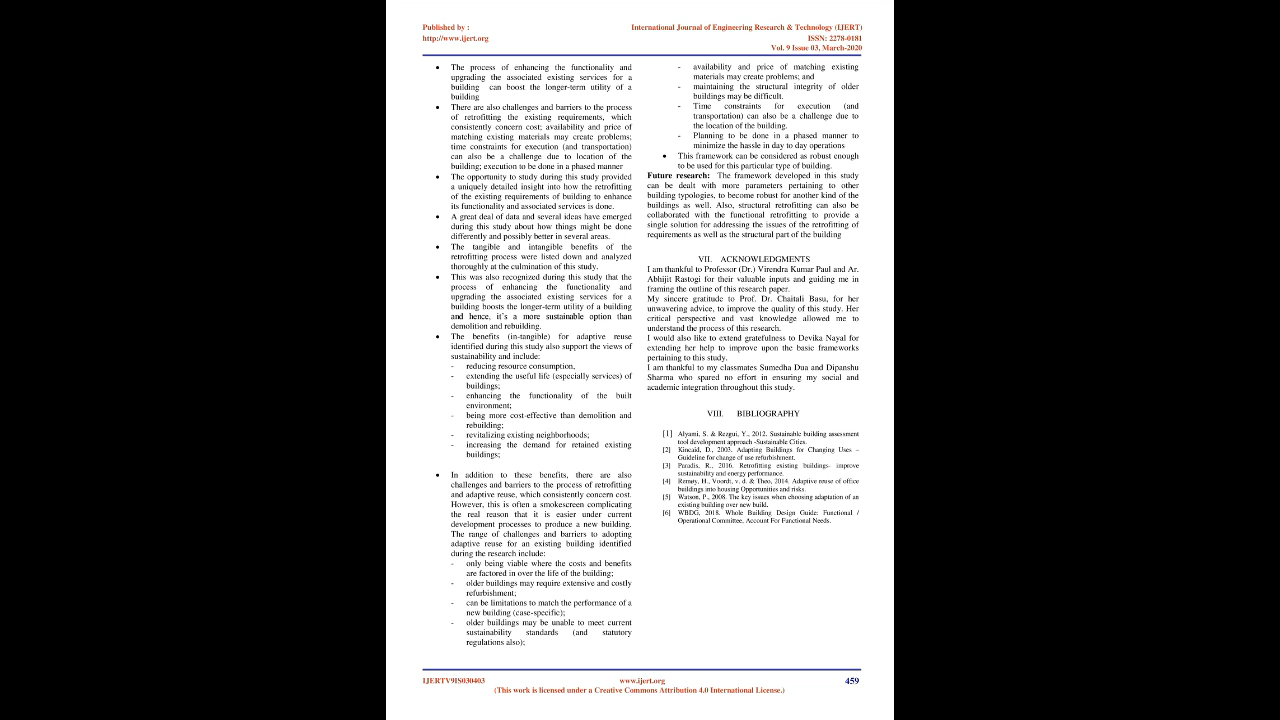 Published by :
http://www.ijert.org
International Journal of Engineering Research & Technology (IJERT)
ISSN: 2278-0181
Vol. 9 Issue 03, March-2020
• The process of enhancing the functionality and
upgrading the associated existing services for a
building can boost the longer-term utility of a
building
• There are also challenges and barriers to the process
of retrofitting the existing requirements, which
consistently concern cost; availability and price of
matching existing materials may create problems;
time constraints for execution (and transportation)
can also be a challenge due to location of the
building; execution to be done in a phased manner
• The opportunity to study during this study provided
a uniquely detailed insight into how the retrofitting
of the existing requirements of building to enhance
its functionality and associated services is done.
• A great deal of data and several ideas have emerged
during this study about how things might be done
differently and possibly better in several areas.
• The tangible and intangible benefits of the
retrofitting process were listed down and analyzed
thoroughly at the culmination of this study.
• This was also recognized during this study that the
process of enhancing the functionality and
upgrading the associated existing services for a
building boosts the longer-term utility of a building
and hence, it's a more sustainable option than
demolition and rebuilding.
• The benefits (in-tangible) for adaptive reuse
identified during this study also support the views of
sustainability and include:
- reducing resource consumption,
- extending the useful life (especially services) of
buildings;
- enhancing the functionality of the built
environment;
- being more cost-effective than demolition and
rebuilding;
- revitalizing existing neighborhoods;
- increasing the demand for retained existing
buildings;
• In addition to these benefits, there are also
challenges and barriers to the process of retrofitting
and adaptive reuse, which consistently concern cost.
However, this is often a smokescreen complicating
the real reason that it is easier under current
development processes to produce a new building.
The range of challenges and barriers to adopting
adaptive reuse for an existing building identified
during the research include:
- only being viable where the costs and benefits
are factored in over the life of the building;
- older buildings may require extensive and costly
refurbishment;
- can be limitations to match the performance of a
new building (case-specific);
- older buildings may be unable to meet current
sustainability standards (and statutory
regulations also);
- availability and price of matching existing
materials may create problems; and
- maintaining the structural integrity of older
buildings may be difficult.
- Time constraints for execution (and
transportation) can also be a challenge due to
the location of the building.
- Planning to be done in a phased manner to
minimize the hassle in day to day operations
• This framework can be considered as robust enough
to be used for this particular type of building.
Future research: The framework developed in this study
can be dealt with more parameters pertaining to other
building typologies, to become robust for another kind of the
buildings as well. Also, structural retrofitting can also be
collaborated with the functional retrofitting to provide a
single solution for addressing the issues of the retrofitting of
requirements as well as the structural part of the building
VII. ACKNOWLEDGMENTS
I am thankful to Professor (Dr.) Virendra Kumar Paul and Ar.
Abhijit Rastogi for their valuable inputs and guiding me in
framing the outline of this research paper.
My sincere gratitude to Prof. Dr. Chaitali Basu, for her
unwavering advice, to improve the quality of this study. Her
critical perspective and vast knowledge allowed me to
understand the process of this research.
I would also like to extend gratefulness to Devika Nayal for
extending her help to improve upon the basic frameworks
pertaining to this study.
I am thankful to my classmates Sumedha Dua and Dipanshu
Sharma who spared no effort in ensuring my social and
academic integration throughout this study.
VIII. BIBLIOGRAPHY
[1] Alyami, S. & Rezgui, Y., 2012. Sustainable building assessment
tool development approach -Sustainable Cities.
[2] Kincaid, D., 2003. Adapting Buildings for Changing Uses –
Guideline for change of use refurbishment.
[3] Paradis, R., 2016. Retrofitting existing buildings- improve
sustainability and energy performance.
[4] Remøy, H., Voordt, v. d. & Theo, 2014. Adaptive reuse of office
buildings into housing Opportunities and risks.
[5] Watson, P., 2008. The key issues when choosing adaptation of an
existing building over new build.
[6] WBDG, 2018. Whole Building Design Guide: Functional /
Operational Committee, Account For Functional Needs.
IJERTV9IS030403
www.ijert.org
459
(This work is licensed under a Creative Commons Attribution 4.0 International License.)